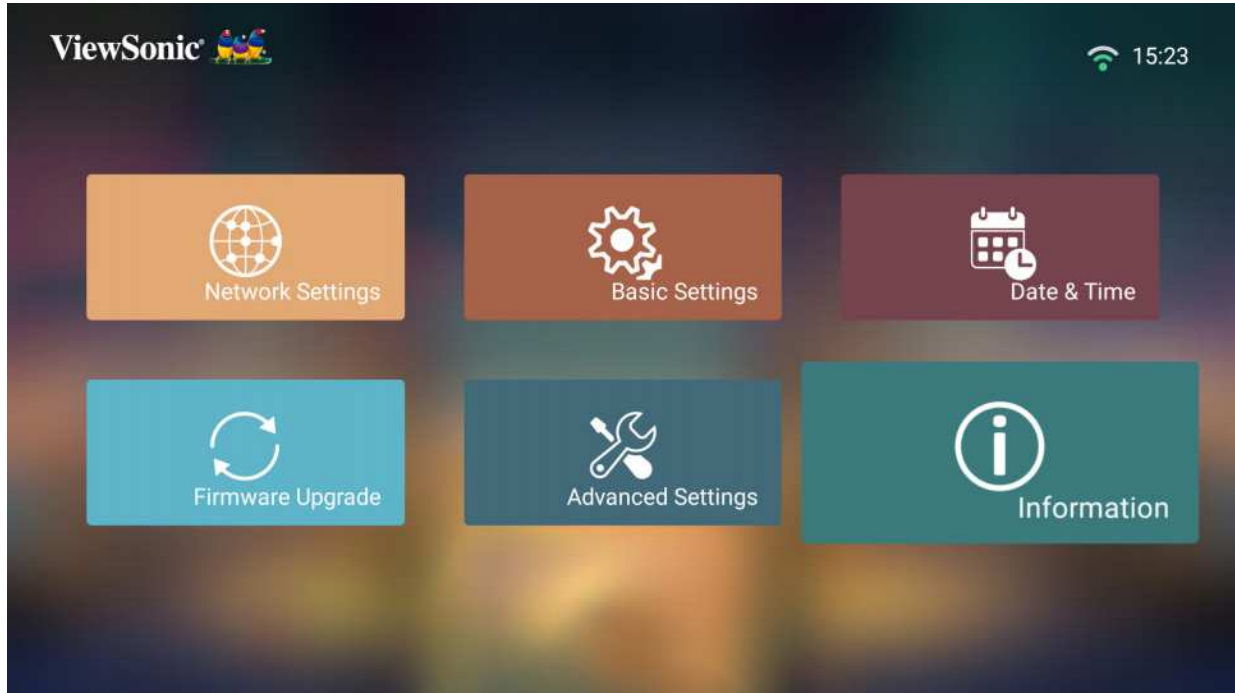 ViewSonic®
15:23
Network Settings
Basic Settings
Date & Time
Firmware Upgrade
Advanced Settings
Information